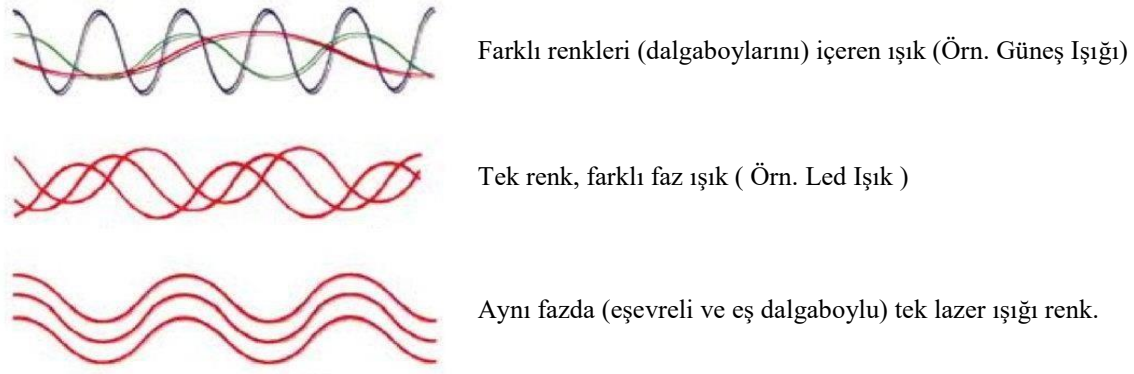 Farklı renkleri (dalgaboylarını) içeren ışık (Örn. Güneş Işığı)
Tek renk, farklı faz ışık ( Örn. Led Işık )
Aynı fazda (eşevreli ve eş dalgaboylu) tek lazer ışığı renk.